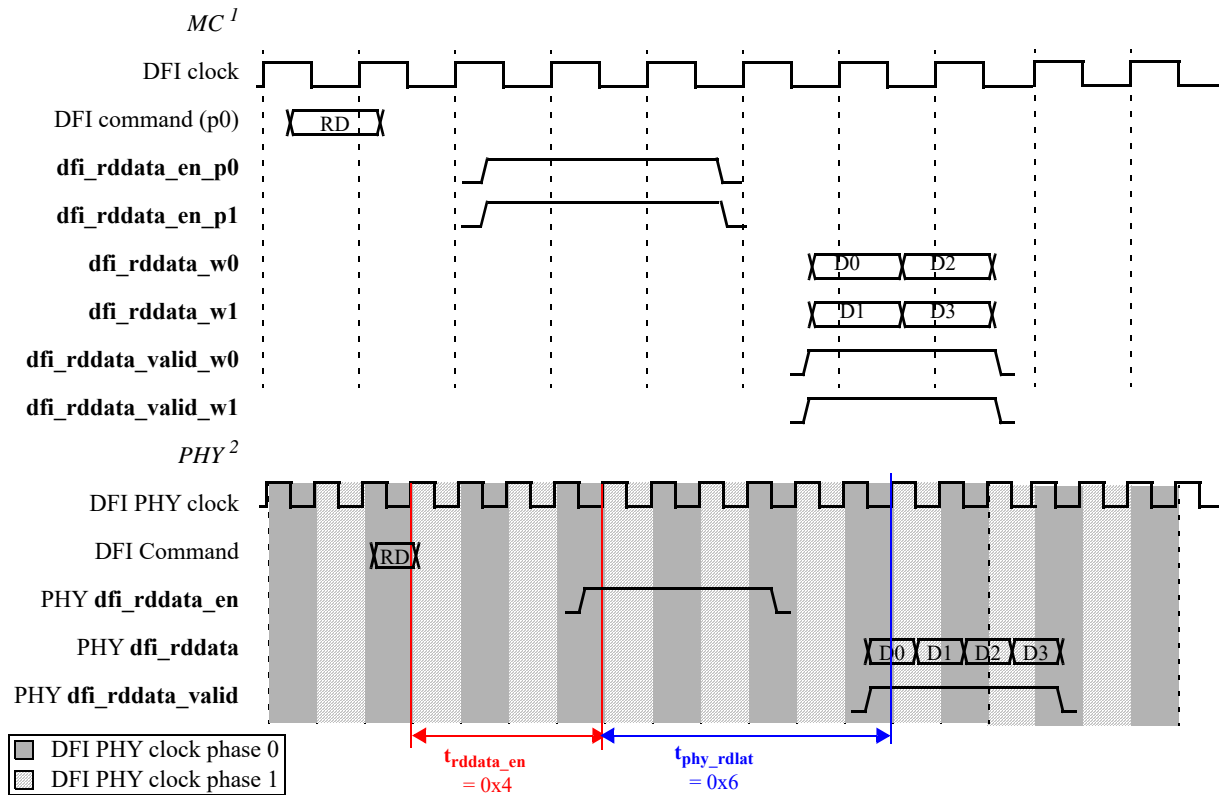 MC 1
DFI clock
DFI command (p0)
RD
dfi_rddata_en_p0
dfi_rddata_en_p1
dfi_rddata_w0
D0 D2
dfi_rddata_w1
D1 D3
dfi_rddata_valid_w0
dfi_rddata_valid_w1
PHY 2
DFI PHY clock
DFI Command
RD
PHY dfi_rddata_en
PHY dfi_rddata
D0 D1 D2 D3
PHY dfi_rddata_valid
DFI PHY clock phase 0
DFI PHY clock phase 1
trddata_en
= 0x4
tphy_rdlat
= 0x6